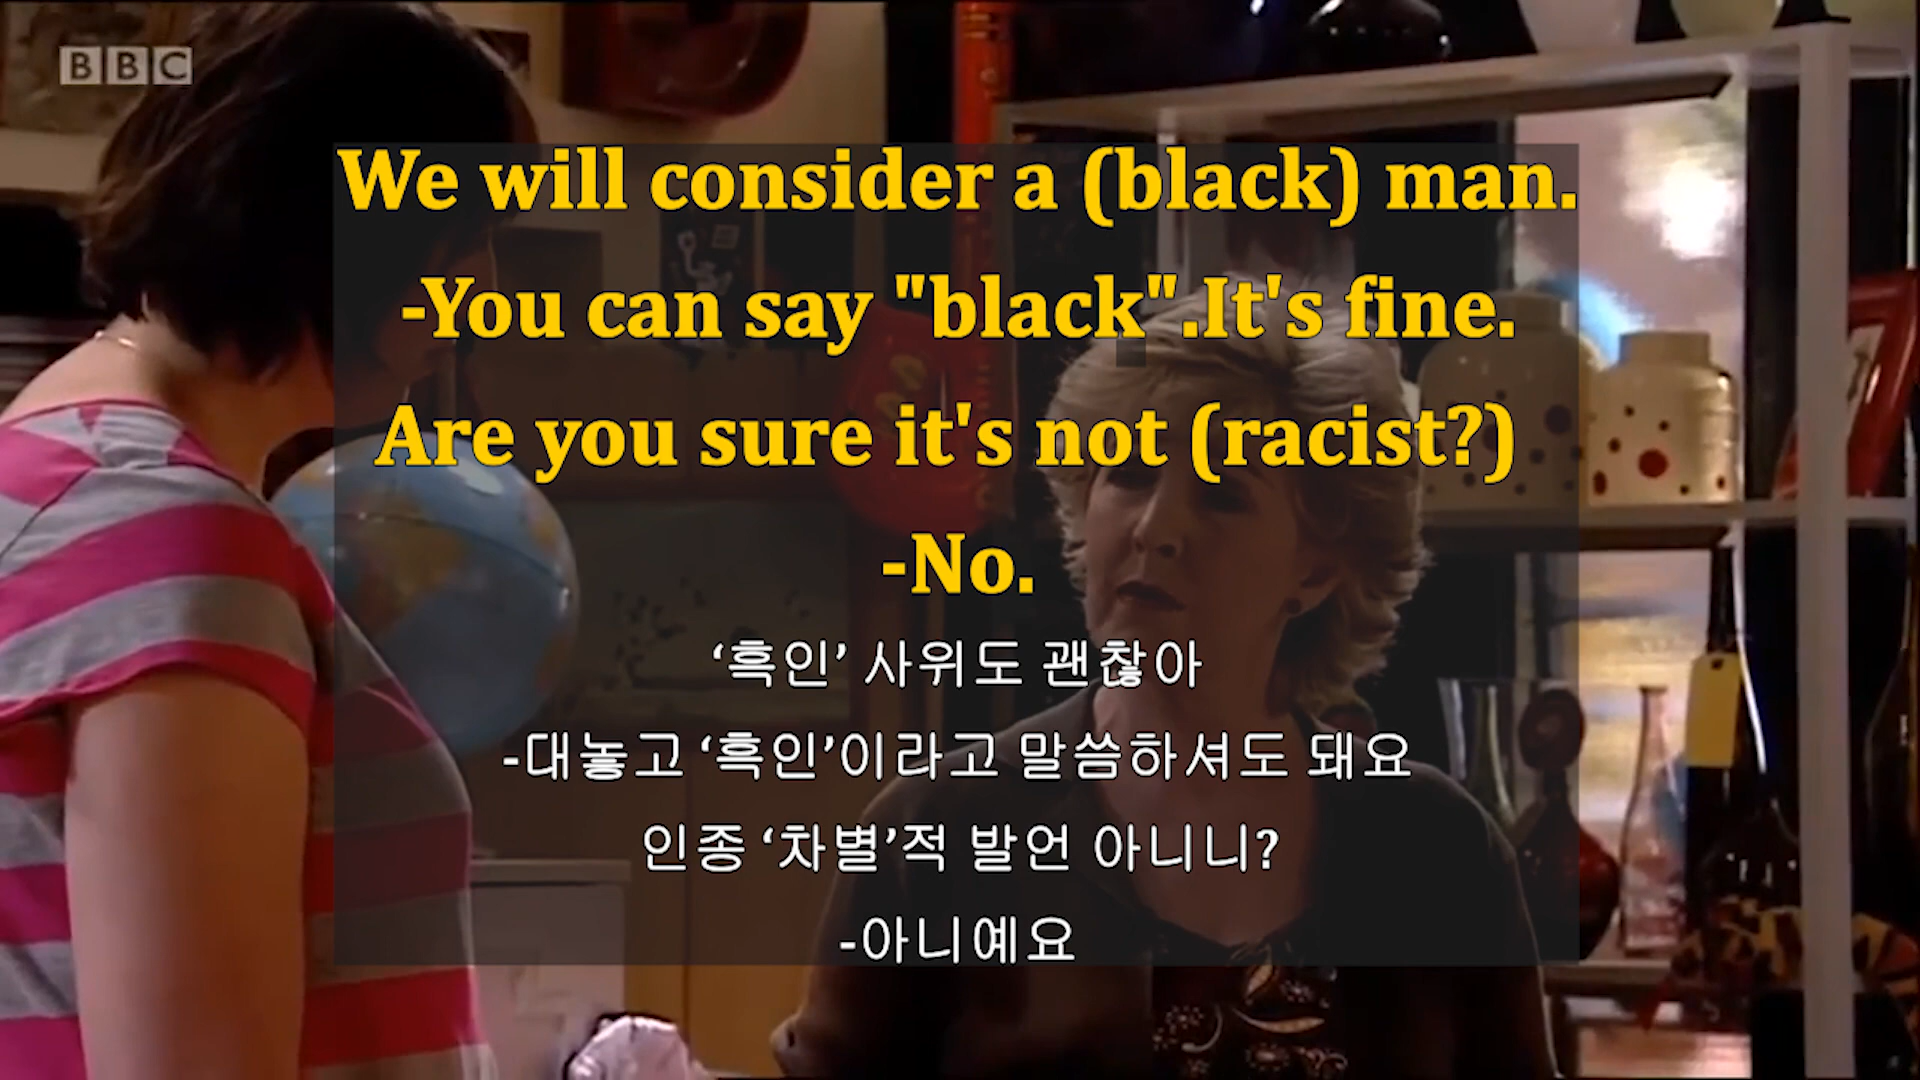 BBC
We will consider a (black) man.
-You can say "black".It's fine.
Are you sure it's not (racist?)
-No.
‘흑인’ 사위도 괜찮아
-대놓고 ‘흑인’이라고 말씀하셔도 돼요
인종 ‘차별’적 발언 아니니?
-아니예요